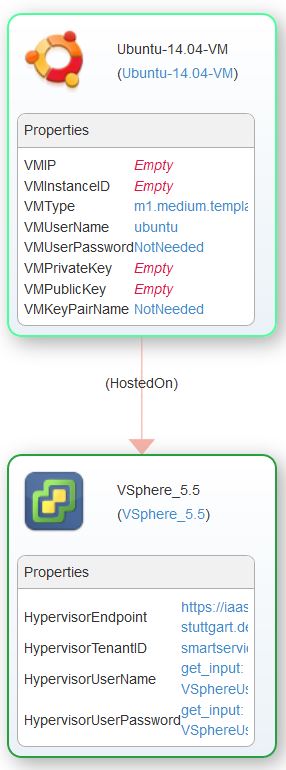 Ubuntu-14.04-VM
(Ubuntu-14.04-VM)
Properties
VMIP Empty
VMInstanceID Empty
VMType m1.medium.templa
VMUserName ubuntu
VMUserPassword NotNeeded
VMPrivateKey Empty
VMPublicKey Empty
VMKeyPairName NotNeeded
(HostedOn)
VSphere_5.5
(VSphere_5.5)
Properties
HypervisorEndpoint https://iaas
stuttgart.de
HypervisorTenantID smartservic
HypervisorUserName get_input:
VSphereUs
HypervisorUserPassword get_input:
VSphereUs